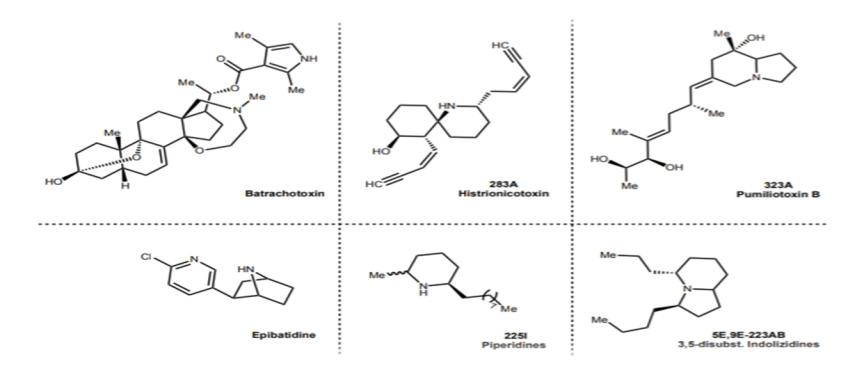 Me
NH
O
Me
O
Me
Me
N
Me
O
O
HO
H
Batrachotoxin
HC
HN
HO
HC
283A
Histrionicotoxin
Me
OH
N
Me
Me
HO
OH
Me
323A
Pumiliotoxin B
Cl
N
HN
Epibatidine
Me
N
H
7
Me
225I
Piperidines
Me
N
Me
5E,9E-223AB
3,5-disubst. Indolizidines